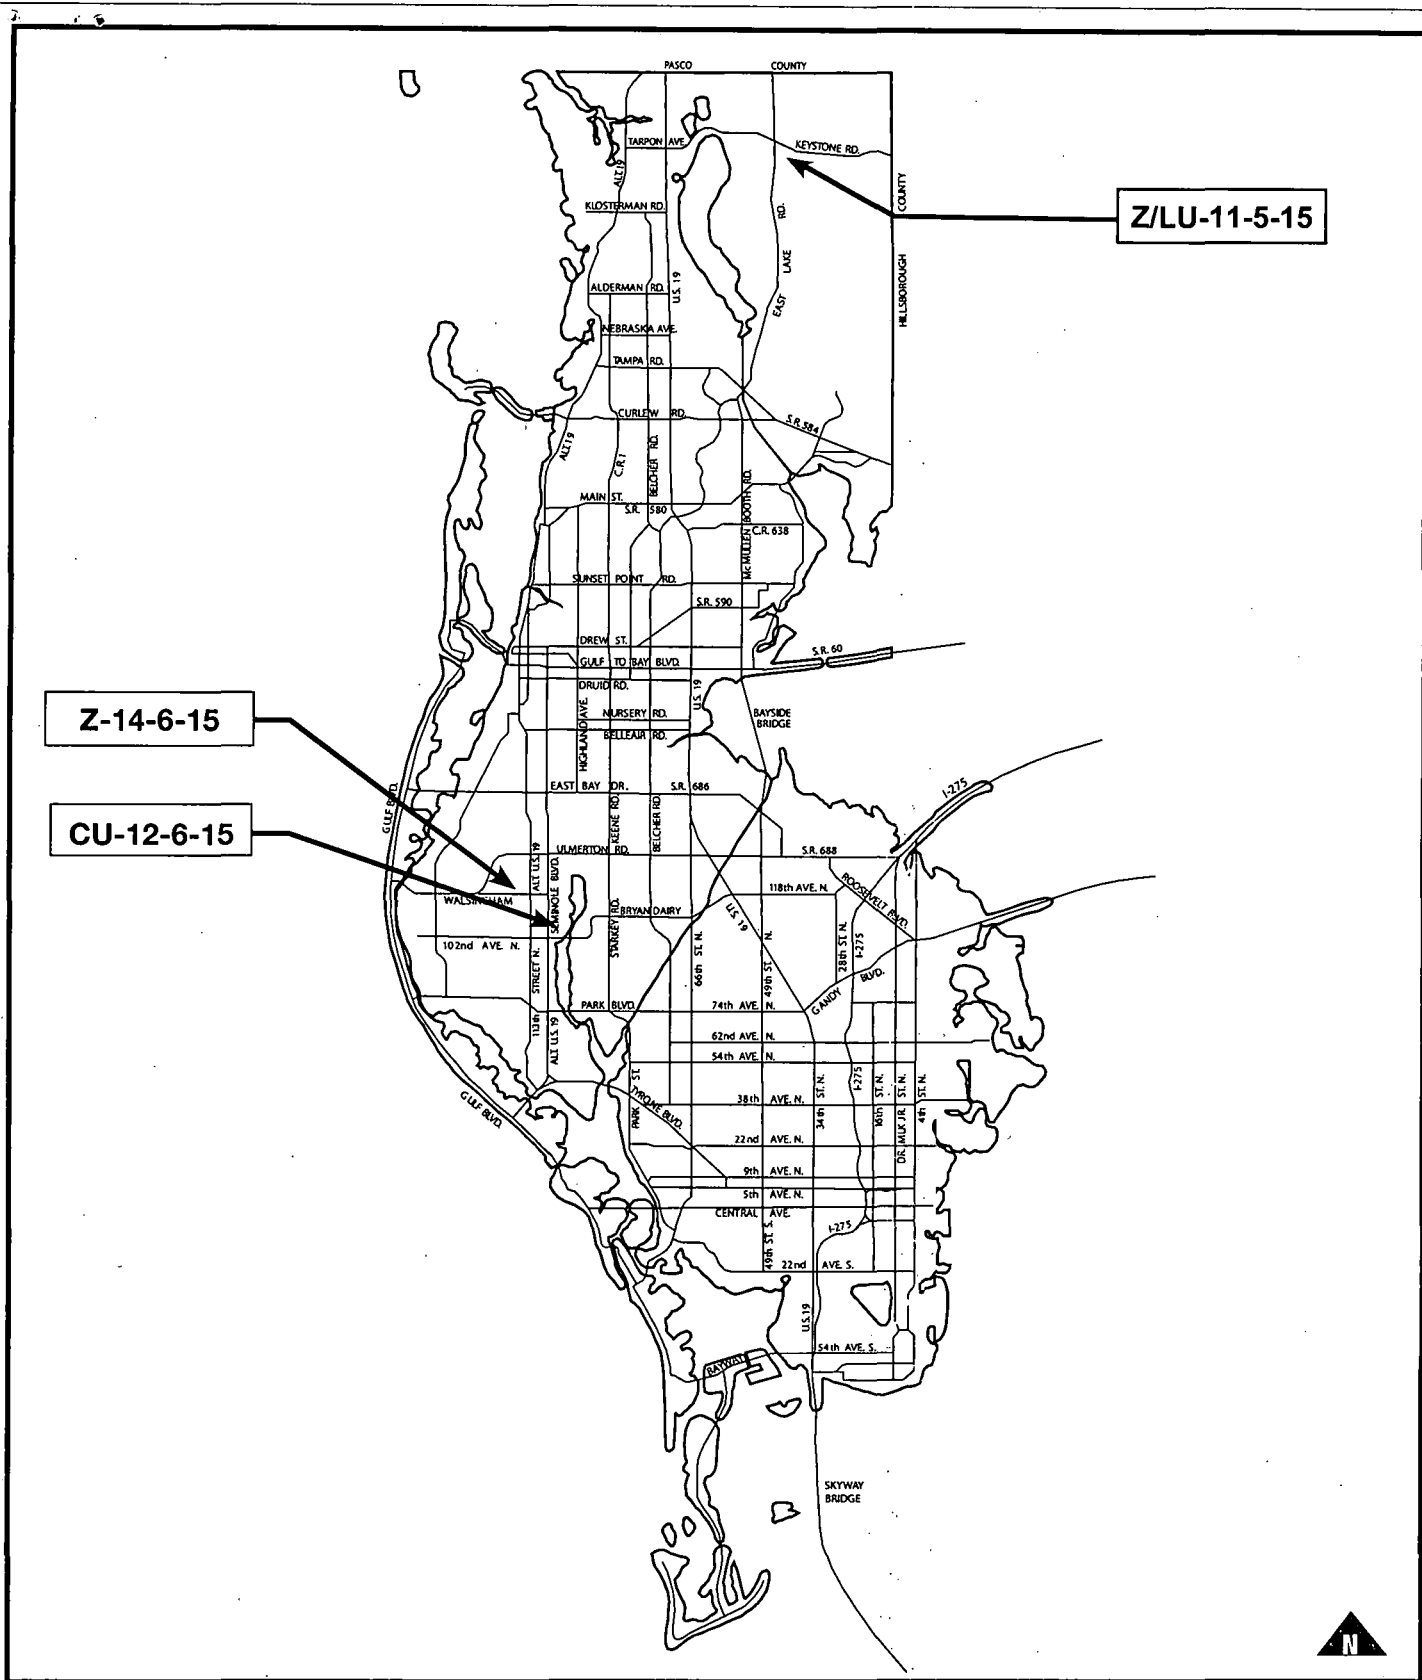 PASCO COUNTY
TARPON AVE.
KEYSTONE RD.
ALT. 19
HILLSBOROUGH COUNTY
Z/LU-11-5-15
KLOSTERMAN RD.
EAST LAKE RD.
U.S. 19
ALDERMAN RD.
NEBRASKA AVE.
TAMPA RD.
CURLEW RD.
S.R. 584
ALT. 19
C.R. 1
BELCHER RD.
MAIN ST.
S.R. 580
McMULLEN BOOTH RD.
C.R. 638
SUNSET POINT RD.
S.R. 590
DREW ST.
GULF TO BAY BLVD.
S.R. 60
DRUID RD.
U.S. 19
Z-14-6-15
HIGHLAND AVE.
NURSERY RD.
BELLEAIR RD.
BAYSIDE
BRIDGE
EAST BAY DR. S.R. 686
I-275
GULF BLVD.
CU-12-6-15
KEENE RD.
BELCHER RD.
ALT. U.S. 19
ULMERTON RD.
S.R. 688
WALSINGHAM
SEMINOLE BLVD.
118th AVE. N.
ROOSEVELT BLVD.
STARKEY RD.
BRYAN DAIRY
U.S. 19
102nd AVE. N.
113th STREET N.
66th ST. N.
49th ST. N.
28th ST. N.
I-275
GANDY BLVD.
PARK BLVD.
74th AVE. N.
ALT. U.S. 19
62nd AVE. N.
54th AVE. N.
GULF BLVD.
PARK ST.
TYRONE BLVD.
38th AVE. N.
34th ST. N.
I-275
16th ST. N.
DR. MLK JR. ST. N.
4th ST. N.
22nd AVE. N.
9th AVE. N.
5th AVE. N.
CENTRAL AVE.
49th ST. S.
I-275
22nd AVE. S.
U.S. 19
54th AVE. S.
BAYWAY
SKYWAY
BRIDGE
N